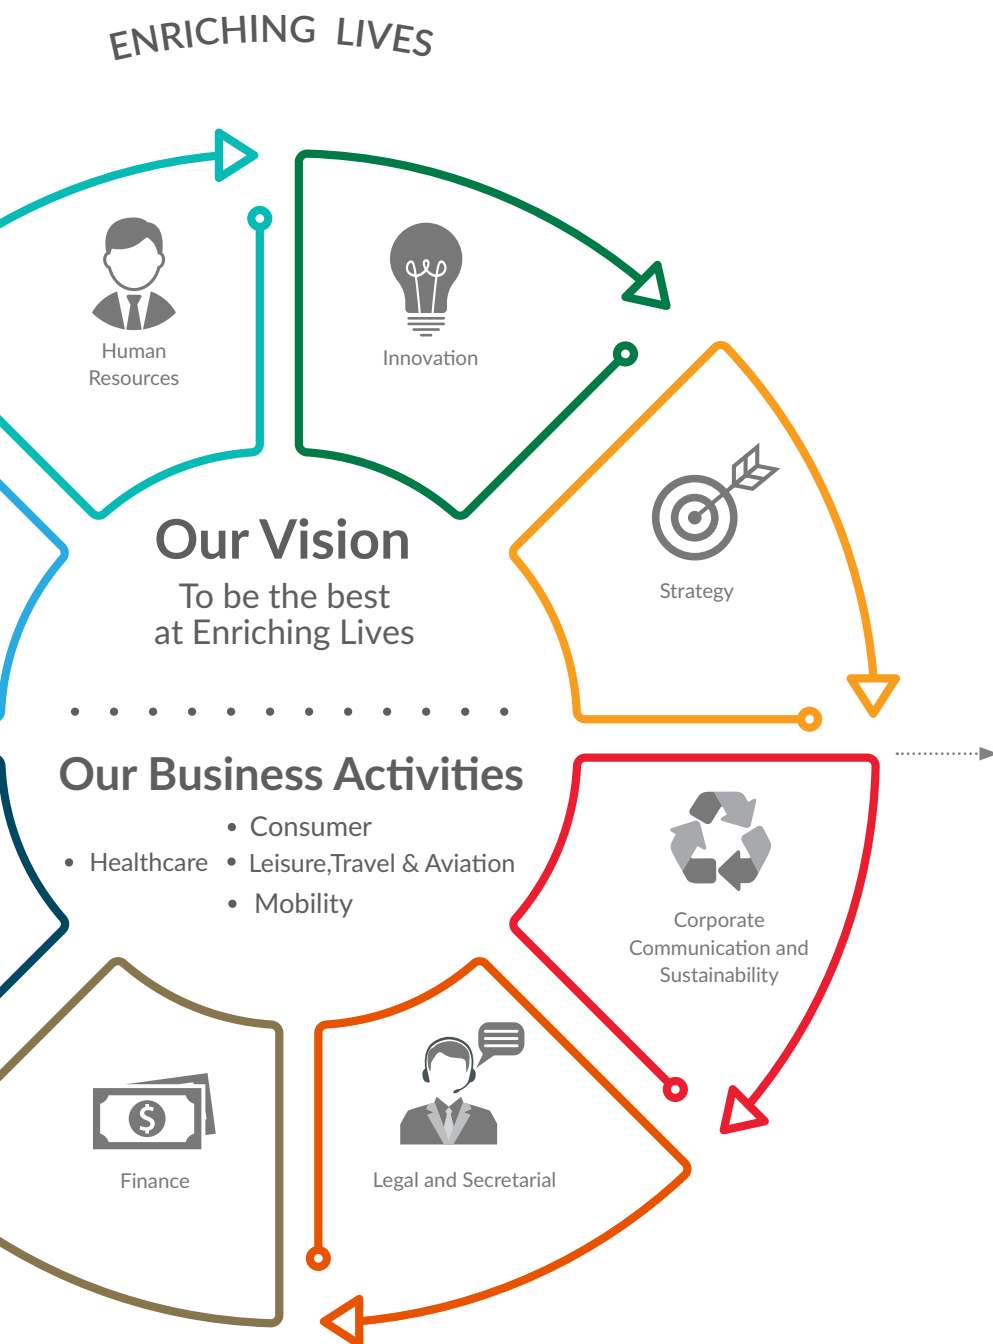 ENRICHING LIVES
Human
Resources
Innovation
Strategy
Our Vision
To be the best
at Enriching Lives
Our Business Activities
• Consumer
• Healthcare • Leisure,Travel & Aviation
• Mobility
Corporate
Communication and
Sustainability
Finance
$
Legal and Secretarial